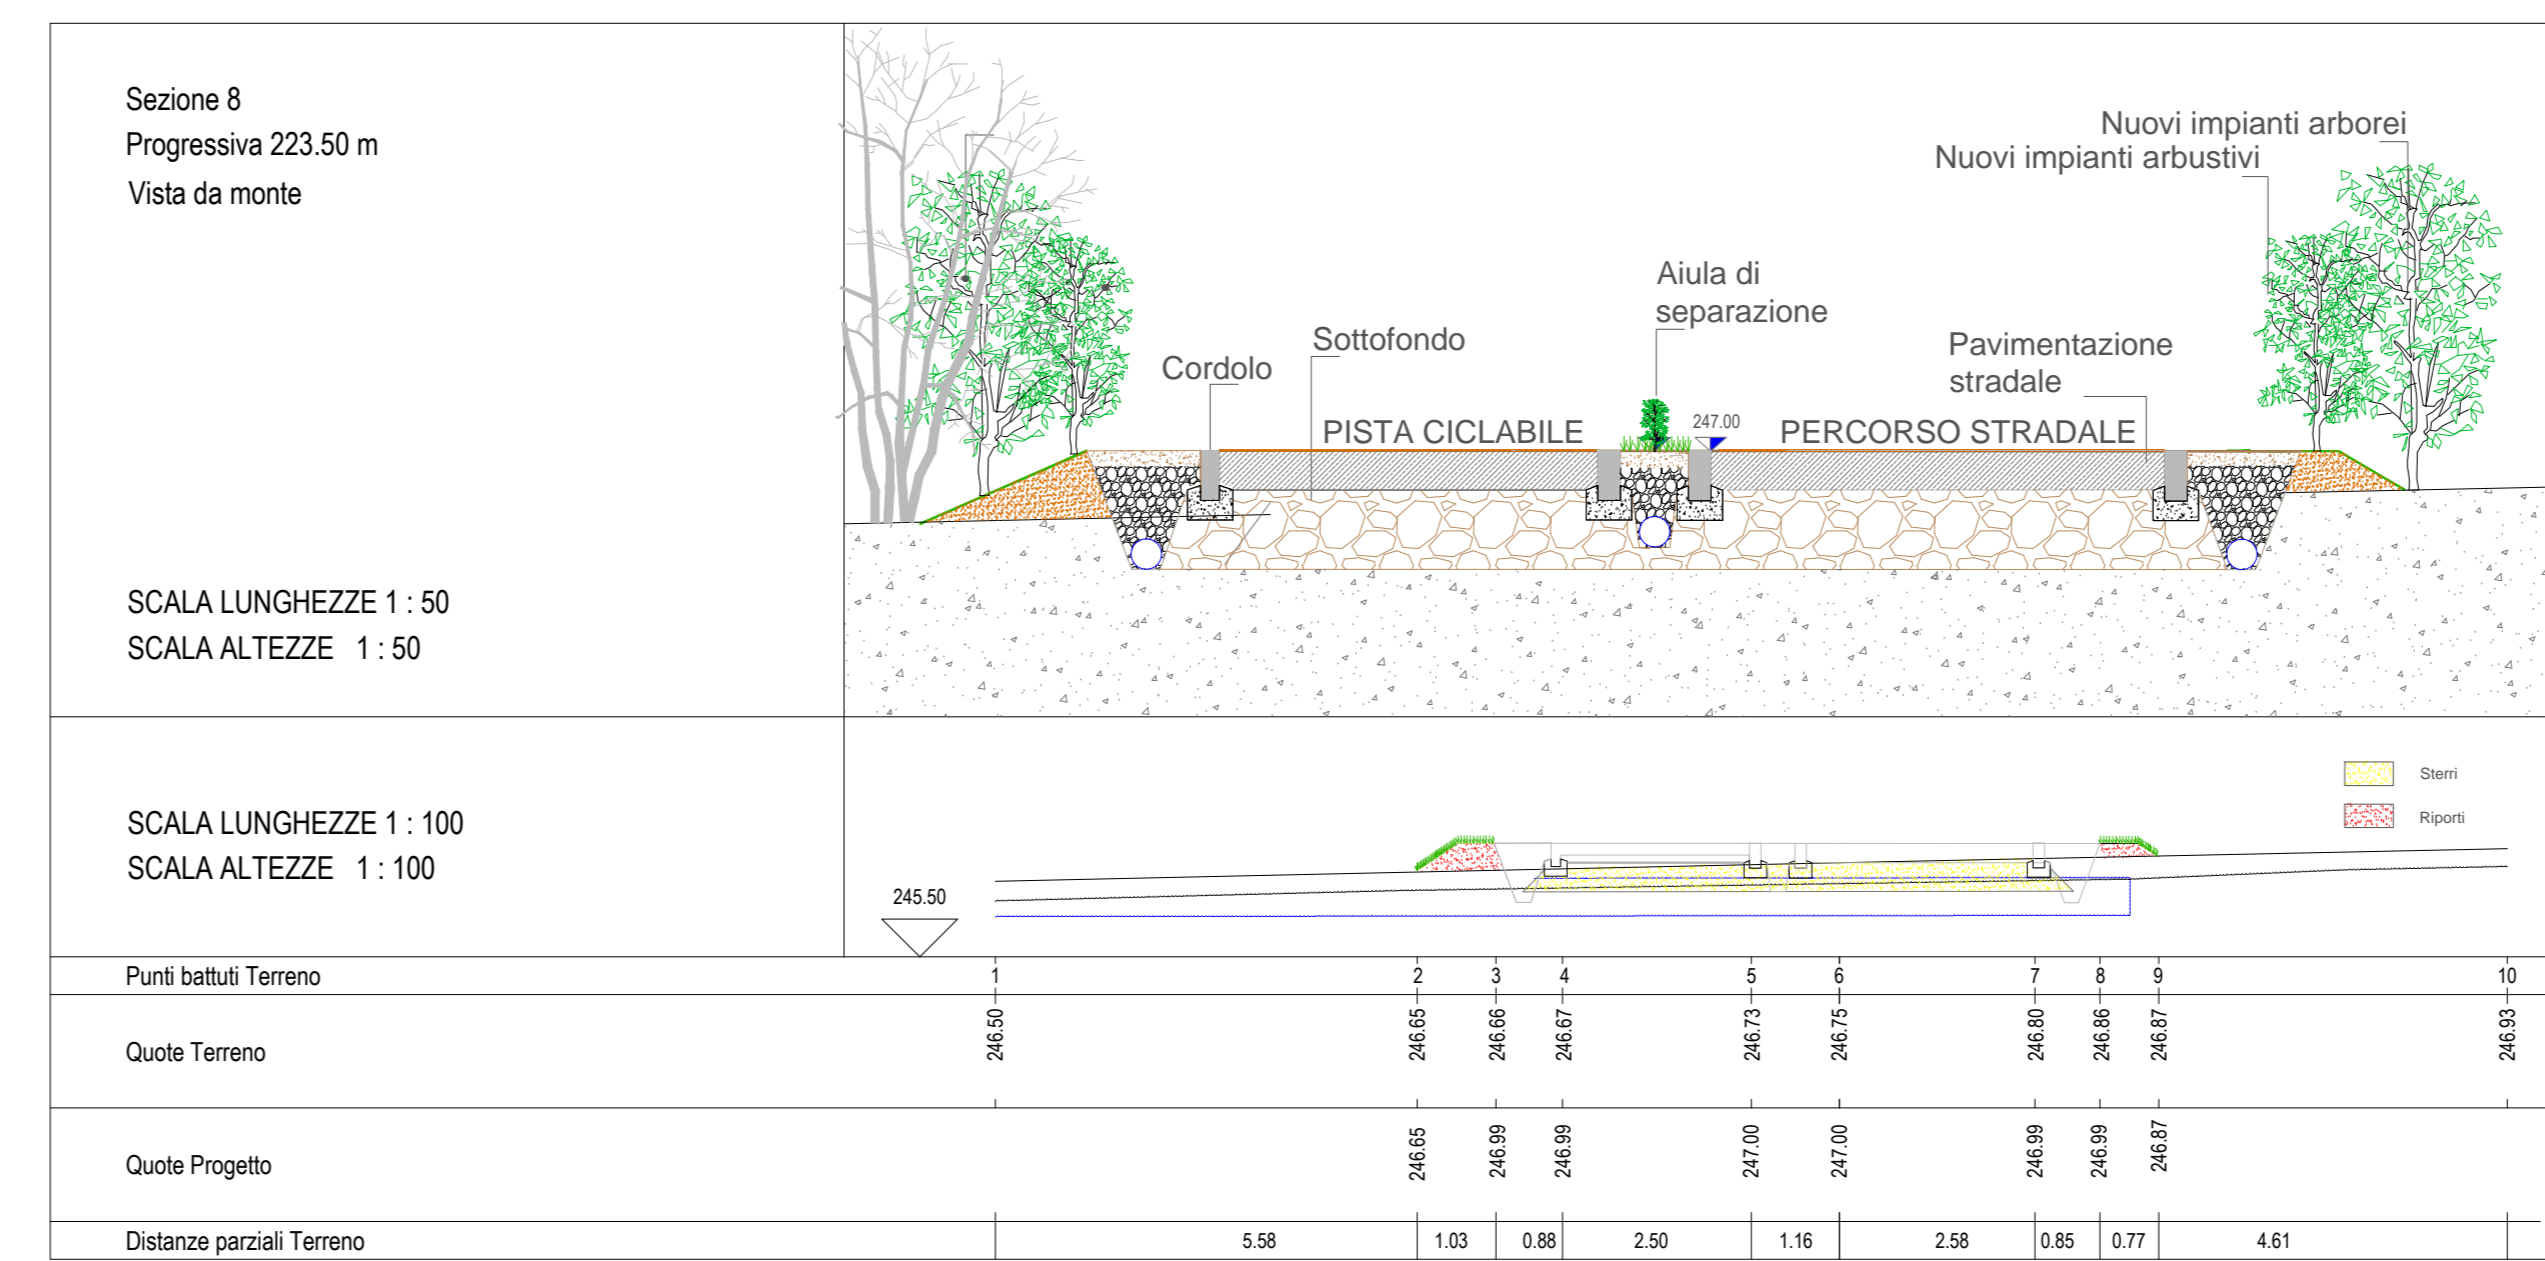 Sezione 8
Progressiva 223.50 m
Vista da monte
Nuovi impianti arborei
Nuovi impianti arbustivi
Aiula di
separazione
Sottofondo
Cordolo
Pavimentazione
stradale
PISTA CICLABILE
247.00
PERCORSO STRADALE
SCALA LUNGHEZZE 1 : 50
SCALA ALTEZZE 1 : 50
Sterri
Riporti
SCALA LUNGHEZZE 1 : 100
SCALA ALTEZZE 1 : 100
245.50
Punti battuti Terreno 1 2 3 4 5 6 7 8 9 10
Quote Terreno 246.50 246.65 246.66 246.67 246.73 246.75 246.80 246.86 246.87 246.93
Quote Progetto 246.65 246.99 246.99 247.00 247.00 246.99 246.99 246.87
Distanze parziali Terreno 5.58 1.03 0.88 2.50 1.16 2.58 0.85 0.77 4.61